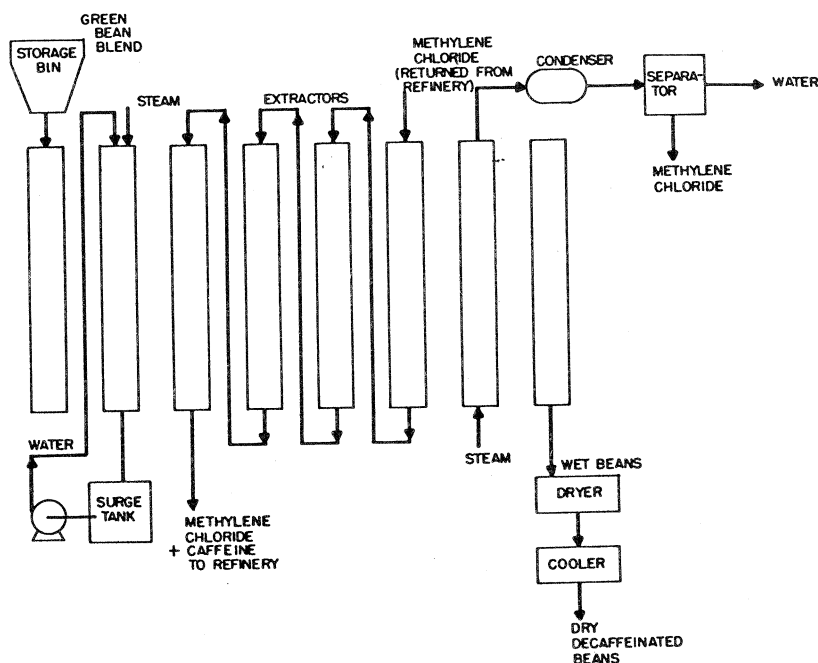 GREEN
BEAN
BLEND
STORAGE
BIN
STEAM
EXTRACTORS
METHYLENE
CHLORIDE
(RETURNED FROM
REFINERY)
CONDENSER
SEPARA-
TOR
WATER
METHYLENE
CHLORIDE
WATER
SURGE
TANK
METHYLENE
CHLORIDE
+ CAFFEINE
TO REFINERY
STEAM
WET BEANS
DRYER
COOLER
DRY
DECAFFEINATED
BEANS